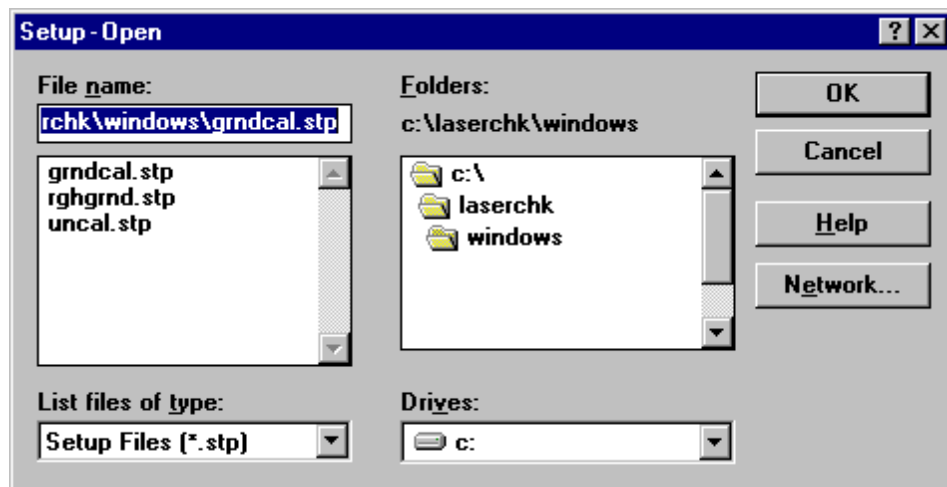 Setup - Open
File name:
rchk\windows\grndcal.stp
grndcal.stp
rghgrnd.stp
uncal.stp
List files of type:
Setup Files (*.stp)
Folders:
c:\laserchk\windows
c:\
laserchk
windows
Drives:
c:
OK
Cancel
Help
Network...